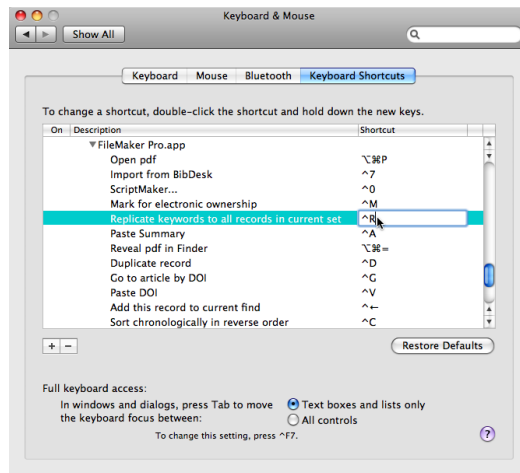 Keyboard & Mouse
Show All
Keyboard Mouse Bluetooth Keyboard Shortcuts
To change a shortcut, double-click the shortcut and hold down the new keys.
On Description Shortcut
▼FileMaker Pro.app
Open pdf ⌥⌘P
Import from BibDesk ^7
ScriptMaker... ^0
Mark for electronic ownership ^M
Replicate keywords to all records in current set ^R
Paste Summary ^A
Reveal pdf in Finder ⌥⌘=
Duplicate record ^D
Go to article by DOI ^G
Paste DOI ^V
Add this record to current find ^←
Sort chronologically in reverse order ^C
+ − Restore Defaults
Full keyboard access:
In windows and dialogs, press Tab to move Text boxes and lists only
the keyboard focus between: All controls
To change this setting, press ^F7.
?